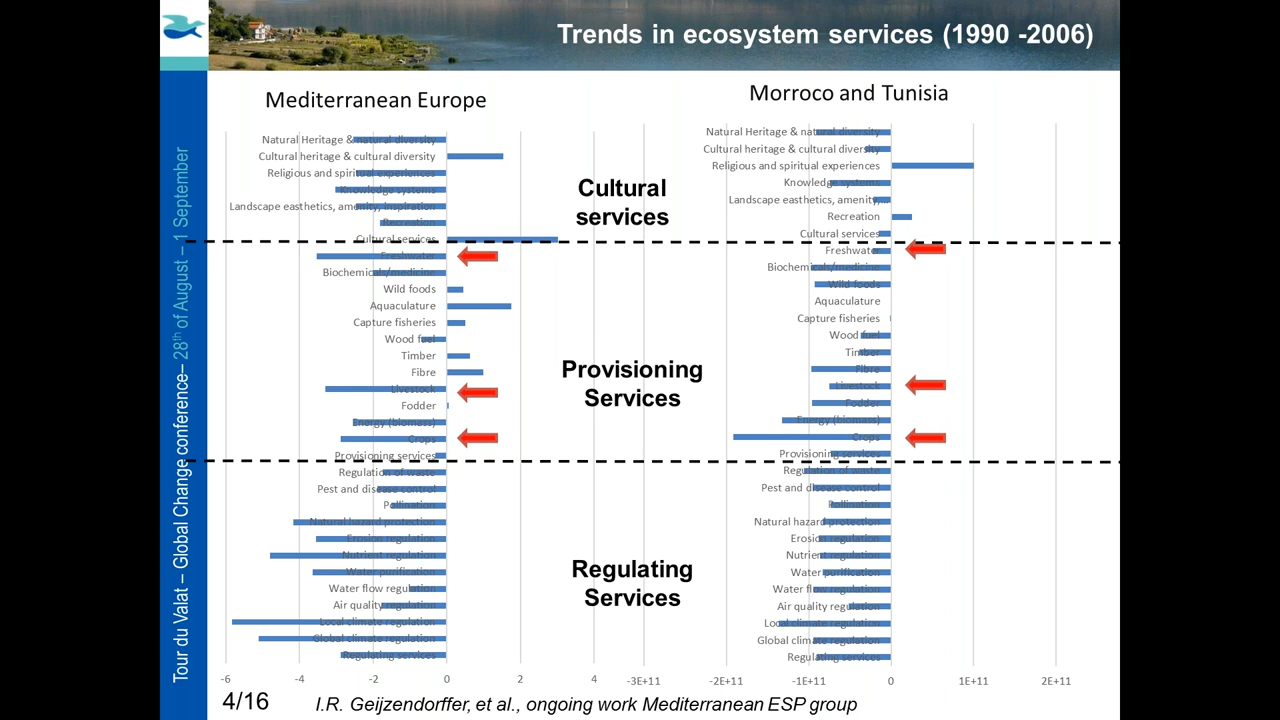 Trends in ecosystem services (1990 -2006)
Tour du Valat – Global Change conference– 28th of August – 1 September
Mediterranean Europe
Natural Heritage & natural diversity
Cultural heritage & cultural diversity
Religious and spiritual experiences
Knowledge systems
Landscape easthetics, amenity, inspiration
Recreation
Cultural services
Freshwater
Biochemicals/medicine
Wild foods
Aquaculture
Capture fisheries
Wood fuel
Timber
Fibre
Livestock
Fodder
Energy (biomass)
Crops
Provisioning services
Regulation of waste
Pest and disease control
Pollination
Natural hazard protection
Erosion regulation
Nutrient regulation
Water purification
Water flow regulation
Air quality regulation
Local climate regulation
Global climate regulation
Regulating services
-6 -4 -2 0 2 4
Cultural
services
Provisioning
Services
Regulating
Services
Morroco and Tunisia
Natural Heritage & natural diversity
Cultural heritage & cultural diversity
Religious and spiritual experiences
Knowledge systems
Landscape easthetics, amenity,...
Recreation
Cultural services
Freshwater
Biochemicals/medicine
Wild foods
Aquaculture
Capture fisheries
Wood fuel
Timber
Fibre
Livestock
Fodder
Energy (biomass)
Crops
Provisioning services
Regulation of waste
Pest and disease control
Pollination
Natural hazard protection
Erosion regulation
Nutrient regulation
Water purification
Water flow regulation
Air quality regulation
Local climate regulation
Global climate regulation
Regulating services
-3E+11 -2E+11 -1E+11 0 1E+11 2E+11
4/16
I.R. Geijzendorffer, et al., ongoing work Mediterranean ESP group